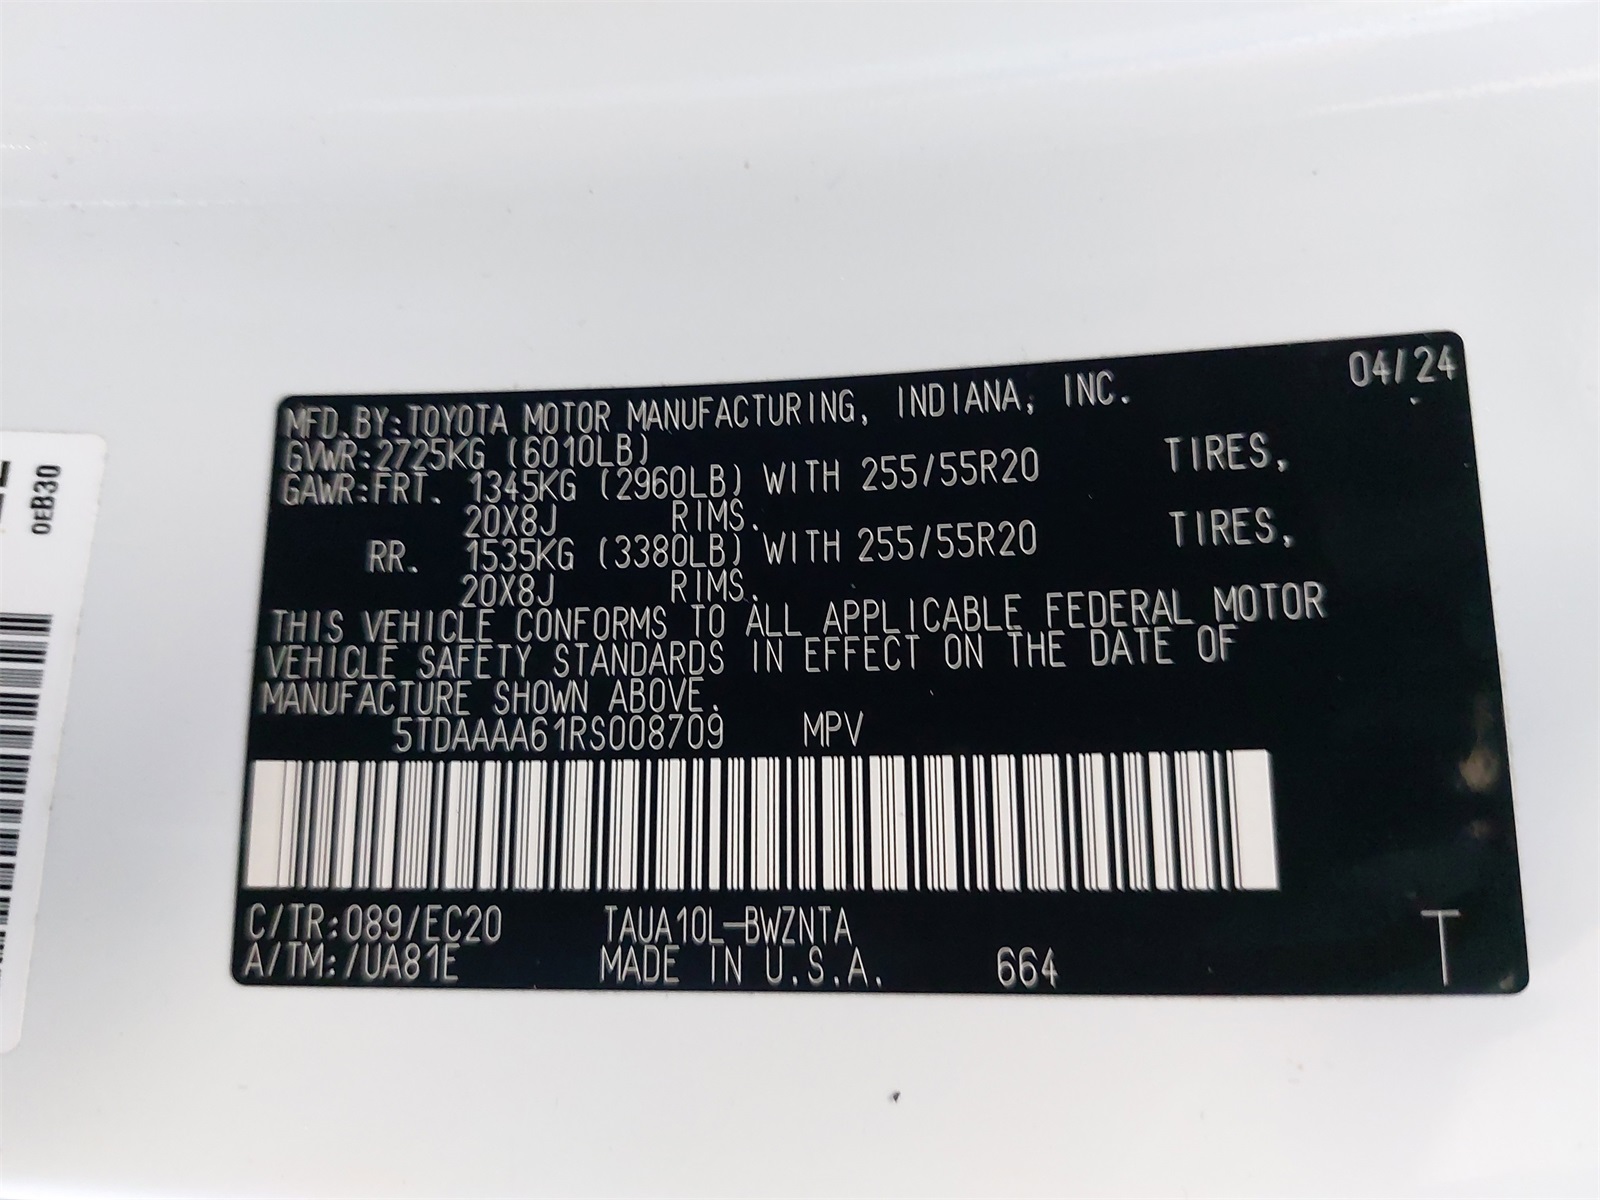 04/24
MFD.BY:TOYOTA MOTOR MANUFACTURING, INDIANA, INC.
GVWR:2725KG (6010LB)
GAWR:FRT. 1345KG (2960LB) WITH 255/55R20 TIRES,
20X8J RIMS.
RR. 1535KG (3380LB) WITH 255/55R20 TIRES,
20X8J RIMS.
THIS VEHICLE CONFORMS TO ALL APPLICABLE FEDERAL MOTOR
VEHICLE SAFETY STANDARDS IN EFFECT ON THE DATE OF
MANUFACTURE SHOWN ABOVE.
5TDAAAA61RS008709 MPV
C/TR:089/EC20 TAUA10L-BWZNTA
A/TM:/UA81E MADE IN U.S.A. 664
T
0EB30